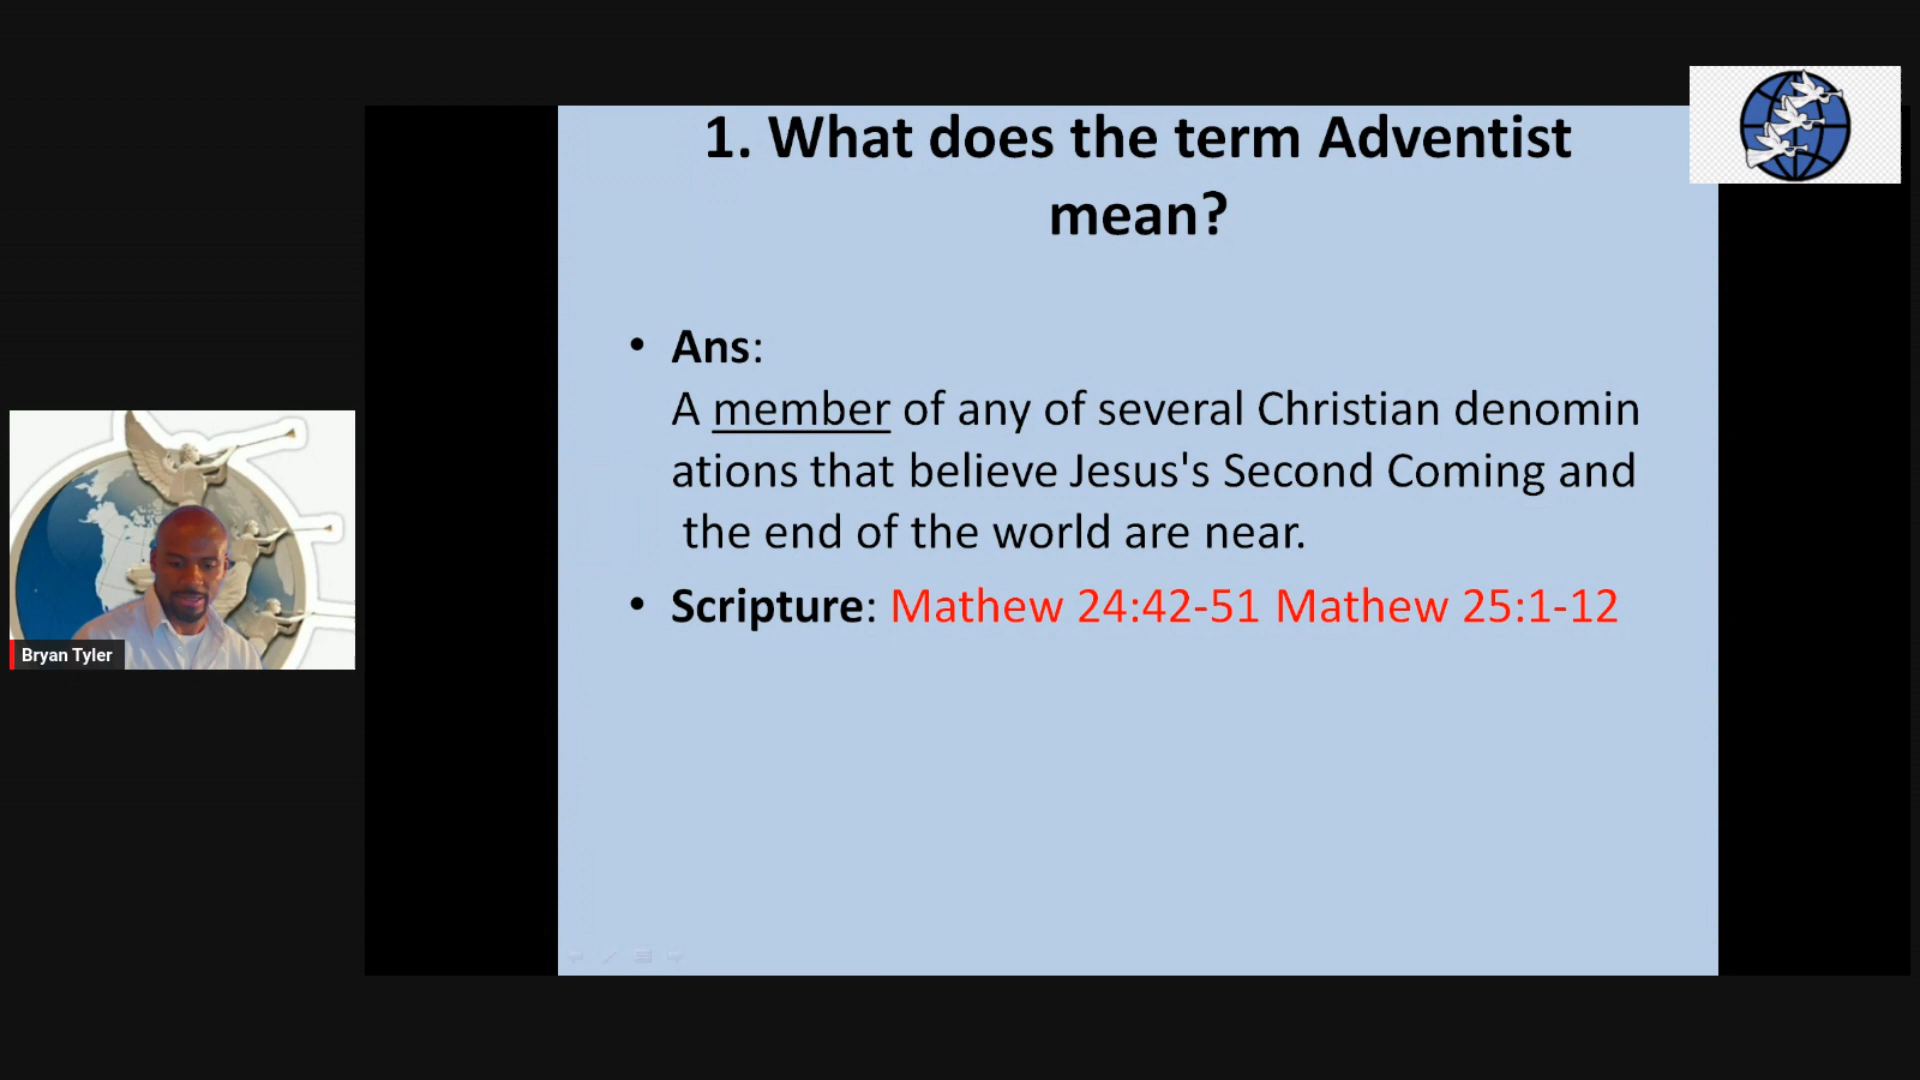 1. What does the term Adventist
mean?
• Ans:
A member of any of several Christian denomin
ations that believe Jesus's Second Coming and
the end of the world are near.
• Scripture: Mathew 24:42-51 Mathew 25:1-12
Bryan Tyler